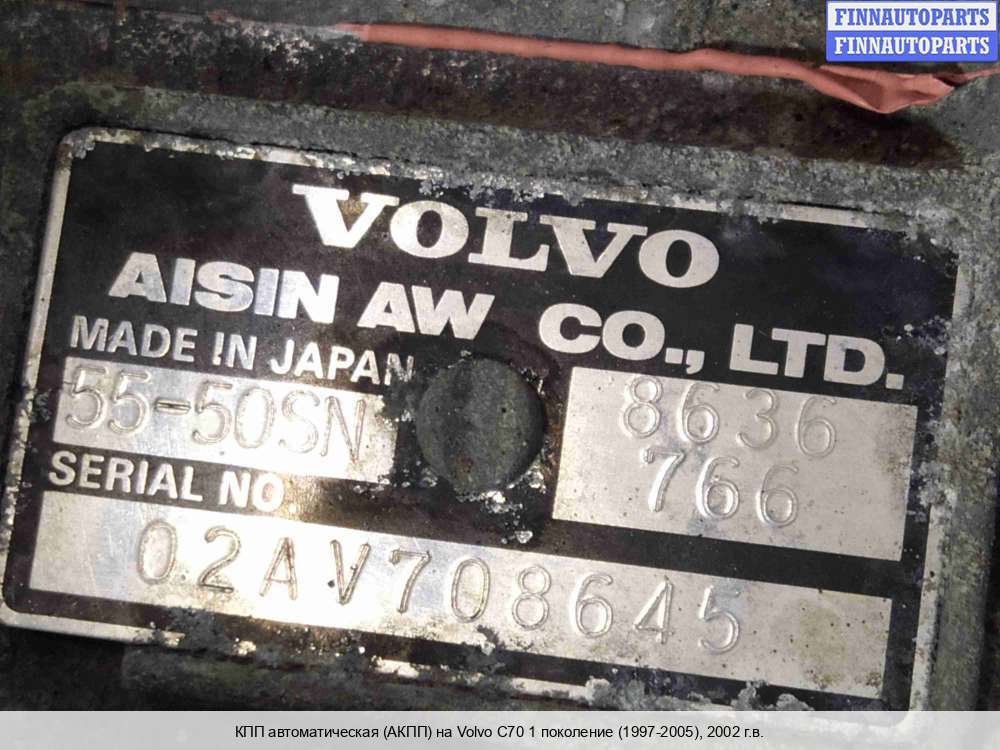 FINNAUTOPARTS
FINNAUTOPARTS
VOLVO
AISIN AW CO., LTD.
MADE IN JAPAN
55-50SN
8636
766
SERIAL NO
02AV708645
КПП автоматическая (АКПП) на Volvo C70 1 поколение (1997-2005), 2002 г.в.